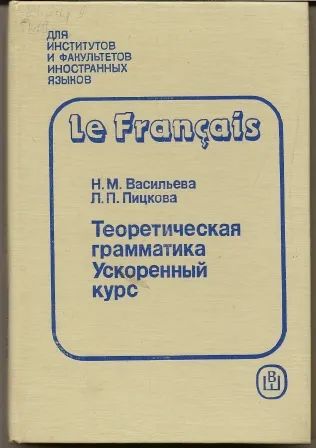 ДЛЯ
ИНСТИТУТОВ
И ФАКУЛЬТЕТОВ
ИНОСТРАННЫХ
ЯЗЫКОВ
Le Français
Н. М. Васильева
Л. П. Пицкова
Теоретическая
грамматика
Ускоренный
курс